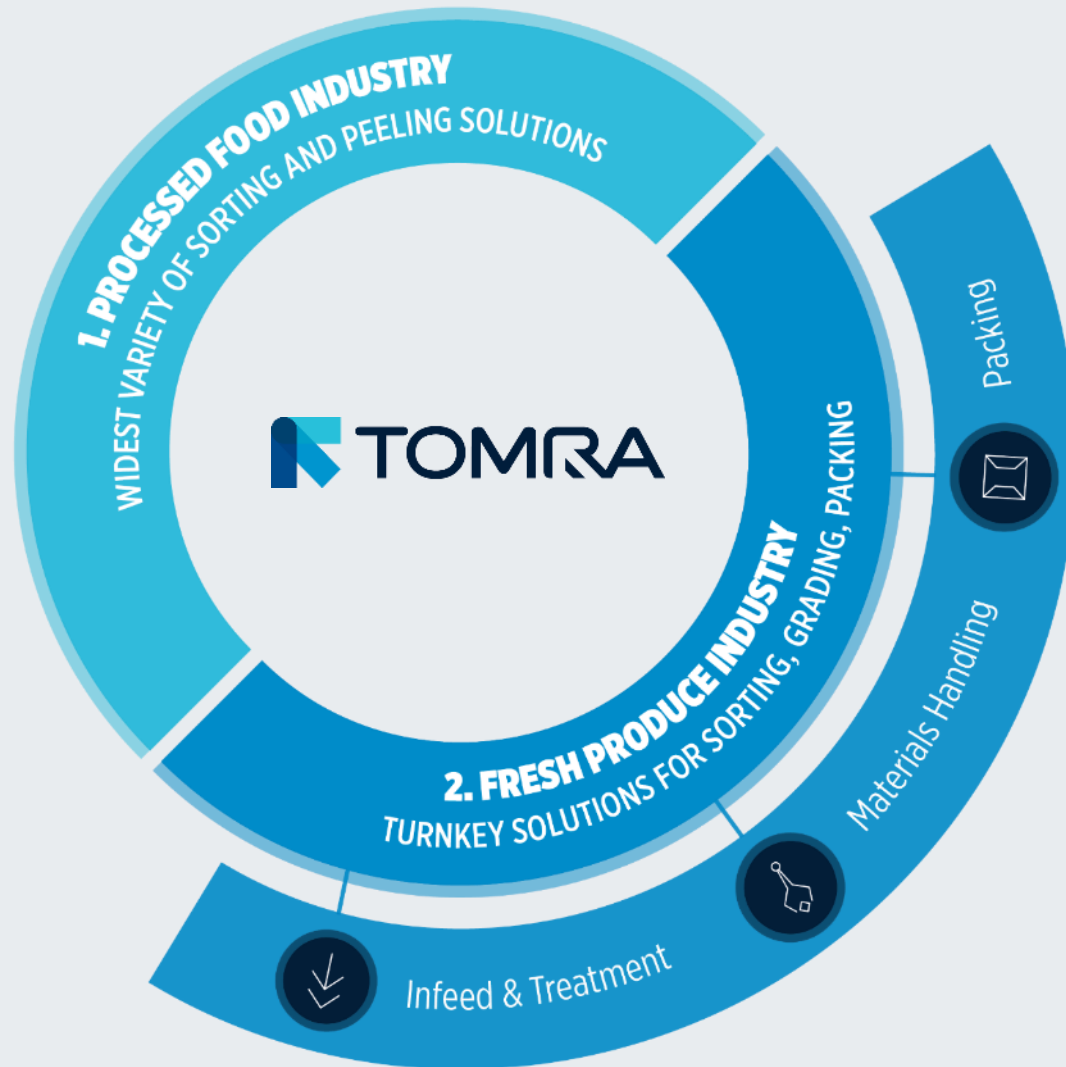 1. PROCESSED FOOD INDUSTRY
WIDEST VARIETY OF SORTING AND PEELING SOLUTIONS
TOMRA
2. FRESH PRODUCE INDUSTRY
TURNKEY SOLUTIONS FOR SORTING, GRADING, PACKING
Packing
Materials Handling
Infeed & Treatment